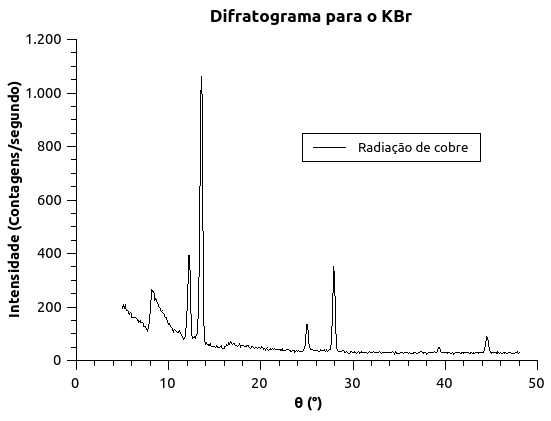 Difratograma para o KBr
1.200
1.000
800
600
400
200
0
Intensidade (Contagens/segundo)
Radiação de cobre
0 10 20 30 40 50
θ (°)